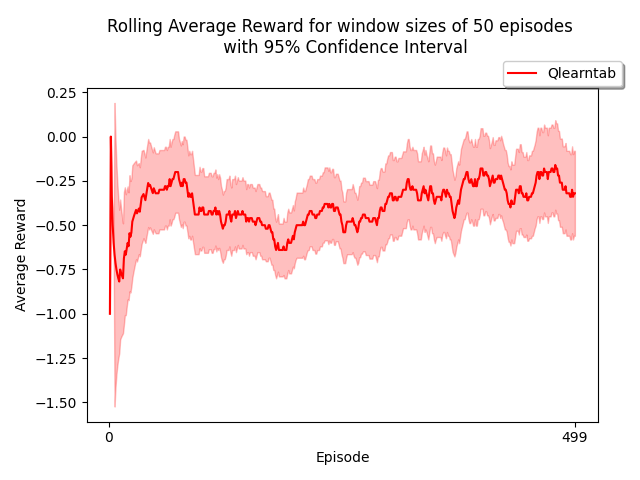 Rolling Average Reward for window sizes of 50 episodes
with 95% Confidence Interval
Qlearntab
0.25
0.00
−0.25
−0.50
−0.75
−1.00
−1.25
−1.50
Average Reward
0
499
Episode